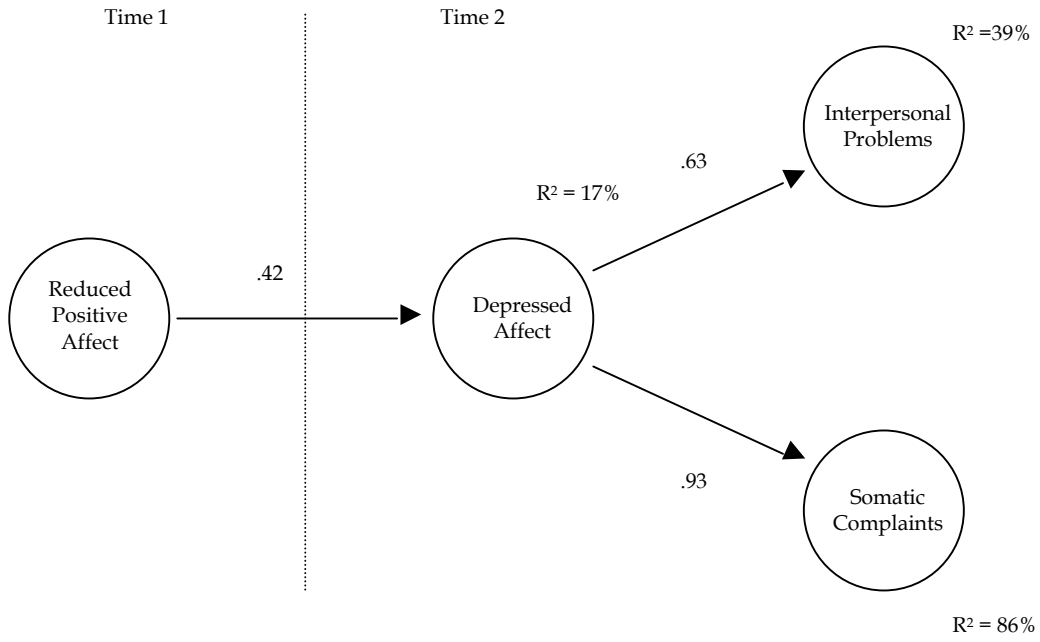 Time 1
Time 2
R² =39%
Interpersonal
Problems
.63
R² = 17%
.42
Reduced
Positive
Affect
Depressed
Affect
.93
Somatic
Complaints
R² = 86%